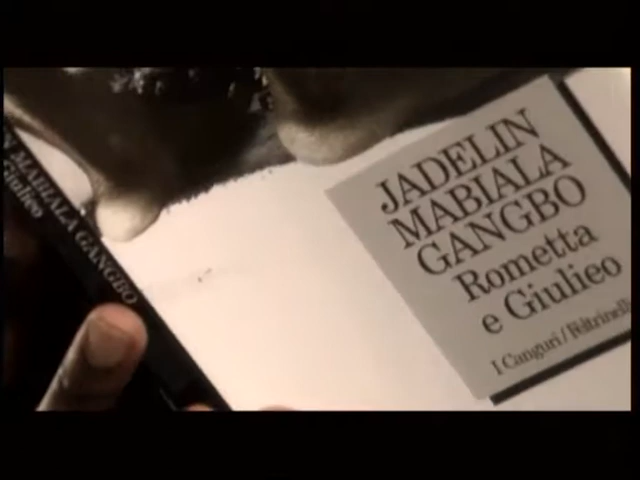 JADELIN
MABIALA
GANGBO
Rometta
e Giulieo
I Canguri / Feltrinelli
MABIALA GANGBO
Giulieo